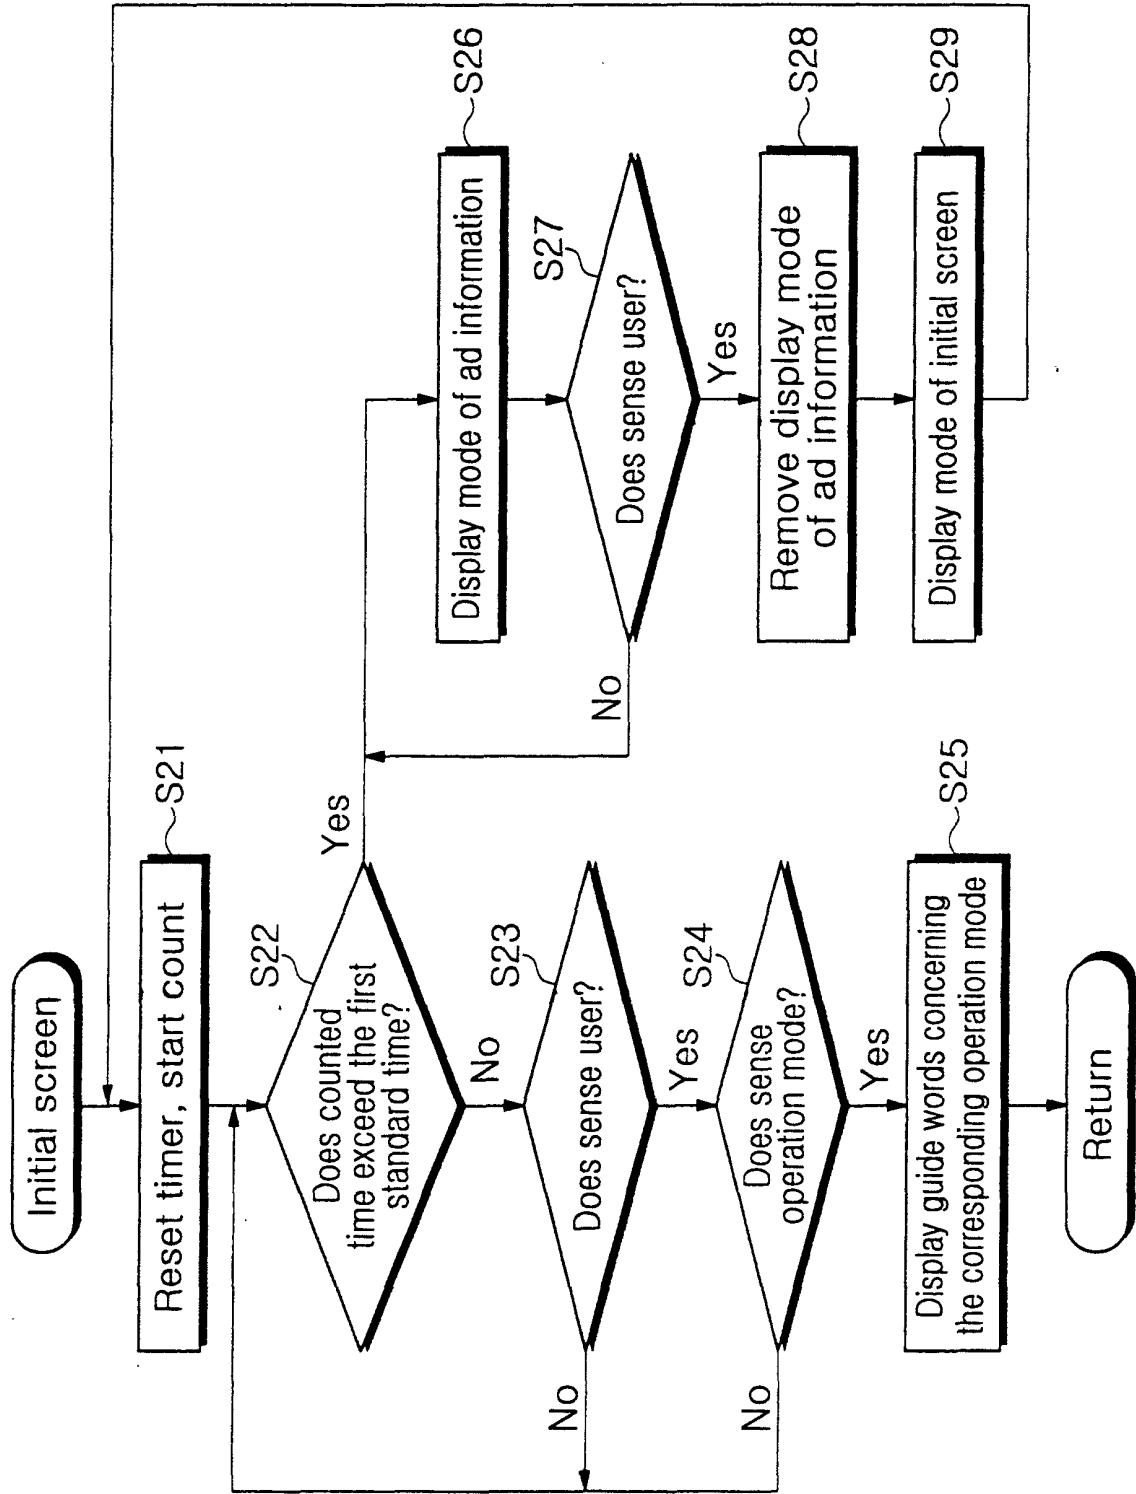 Initial screen
Reset timer, start count
S21
S22
Does counted
time exceed the first
standard time?
Yes
No
S23
Does sense user?
No
Yes
S24
Does sense
operation mode?
No
Yes
S25
Display guide words concerning
the corresponding operation mode
Return
S26
Display mode of ad information
S27
Does sense user?
No
Yes
S28
Remove display mode
of ad information
S29
Display mode of initial screen